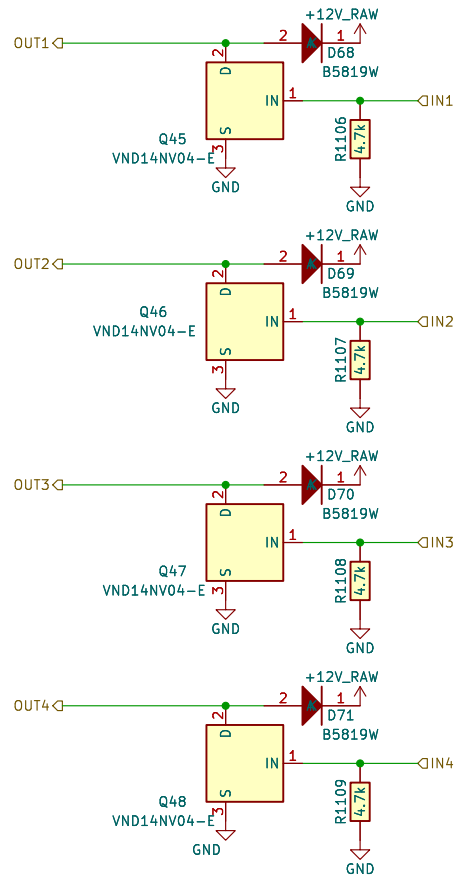 +12V_RAW
OUT1 2 1
D68
B5819W
2
D
IN 1 IN1
R1106 4.7k
Q45
VND14NV04-E
S
3
GND
GND
+12V_RAW
OUT2 2 1
D69
B5819W
2
D
Q46
IN 1 IN2
VND14NV04-E
R1107 4.7k
S
3
GND
GND
+12V_RAW
OUT3 2 1
D70
B5819W
2
D
IN 1 IN3
R1108 4.7k
Q47
VND14NV04-E
S
3
GND
GND
+12V_RAW
OUT4 2 1
D71
B5819W
2
D
IN 1 IN4
R1109 4.7k
Q48
VND14NV04-E
S
3
GND
GND